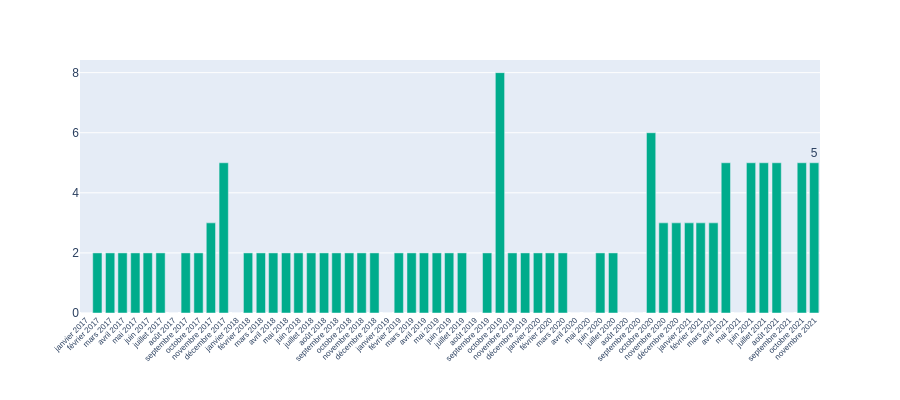 8
6
4
2
0
5
janvier 2017
février 2017
mars 2017
avril 2017
mai 2017
juin 2017
juillet 2017
août 2017
septembre 2017
octobre 2017
novembre 2017
décembre 2017
janvier 2018
février 2018
mars 2018
avril 2018
mai 2018
juin 2018
juillet 2018
août 2018
septembre 2018
octobre 2018
novembre 2018
décembre 2018
janvier 2019
février 2019
mars 2019
avril 2019
mai 2019
juin 2019
juillet 2019
août 2019
septembre 2019
octobre 2019
novembre 2019
décembre 2019
janvier 2020
février 2020
mars 2020
avril 2020
mai 2020
juin 2020
juillet 2020
août 2020
septembre 2020
octobre 2020
novembre 2020
décembre 2020
janvier 2021
février 2021
mars 2021
avril 2021
mai 2021
juin 2021
juillet 2021
août 2021
septembre 2021
octobre 2021
novembre 2021